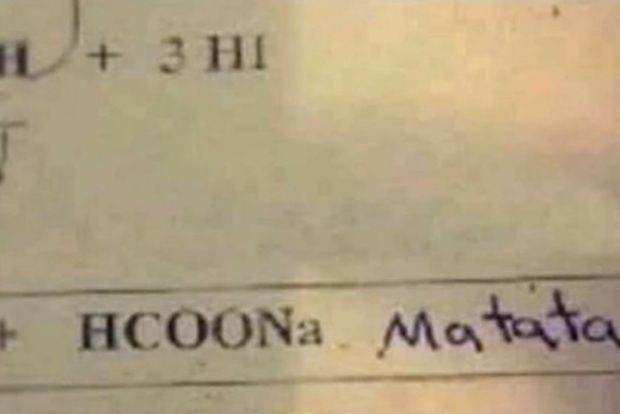 H + 3 HI
+ HCOONa Matata